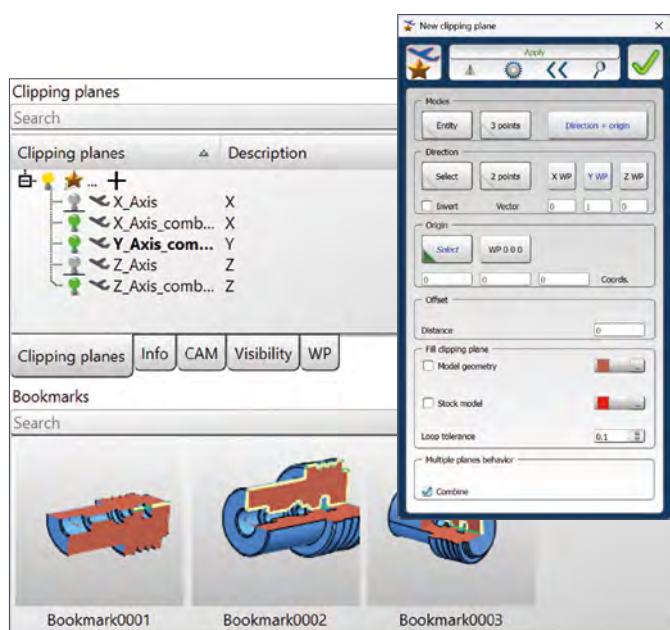 New clipping plane
Apply
Modes
Entity
3 points
Direction + origin
Direction
Select
2 points
X WP
Y WP
Z WP
Invert
Vector
0
1
0
Origin
Select
WP 0 0 0
0
0
0
Coords.
Offset
Distance
0
Fill clipping plane
Model geometry
...
Stock model
...
Loop tolerance
0.1
Multiple planes behavior
Combine
Clipping planes
Search
Clipping planes
Description
...
X_Axis X
X_Axis_comb... X
Y_Axis_com... Y
Z_Axis Z
Z_Axis_comb... Z
Clipping planes
Info
CAM
Visibility
WP
Bookmarks
Search
Bookmark0001
Bookmark0002
Bookmark0003